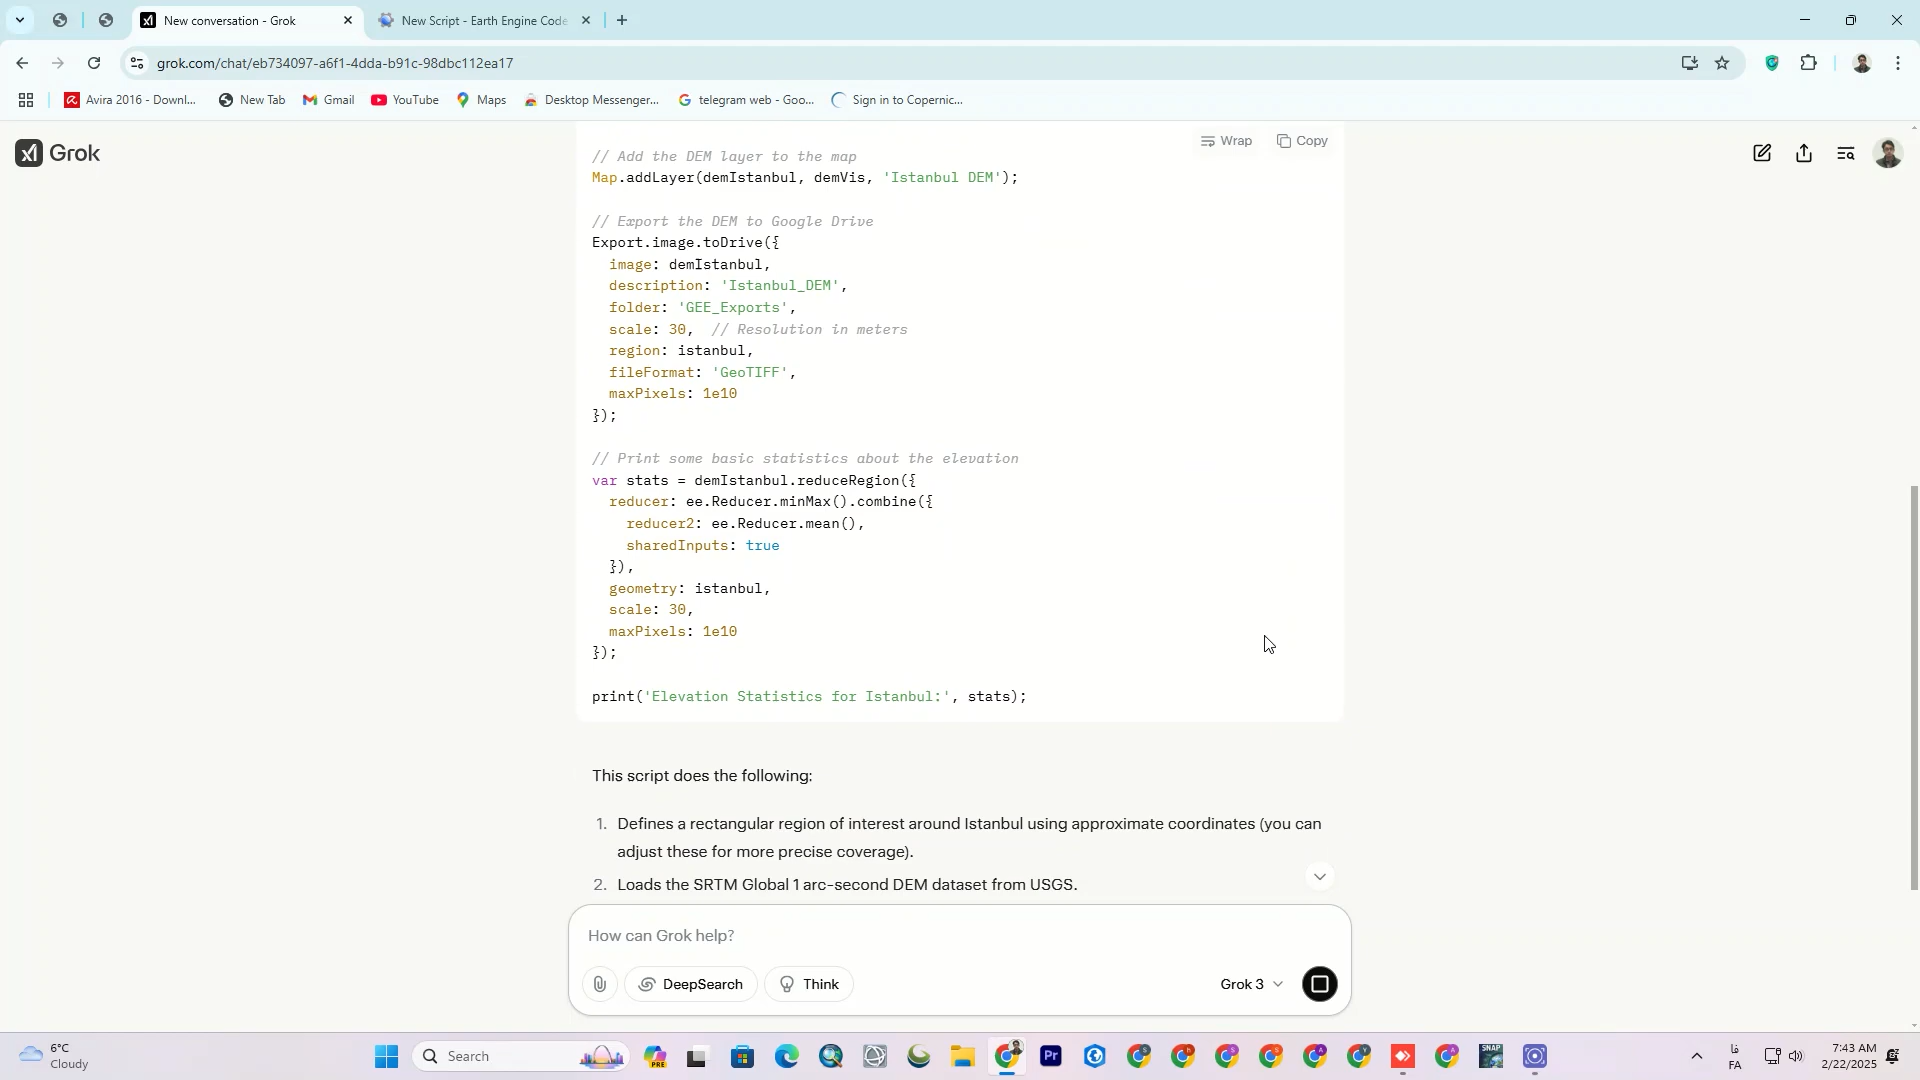 New conversation - Grok
New Script - Earth Engine Code
grok.com/chat/eb734097-a6f1-4dda-b91c-98dbc112ea17
Avira 2016 - Downl...
New Tab
Gmail
YouTube
Maps
Desktop Messenger...
telegram web - Goo...
Sign in to Copernic...
Grok
Wrap
Copy
// Add the DEM layer to the map
Map.addLayer(demIstanbul, demVis, 'Istanbul DEM');
// Export the DEM to Google Drive
Export.image.toDrive({
image: demIstanbul,
description: 'Istanbul_DEM',
folder: 'GEE_Exports',
scale: 30, // Resolution in meters
region: istanbul,
fileFormat: 'GeoTIFF',
maxPixels: 1e10
});
// Print some basic statistics about the elevation
var stats = demIstanbul.reduceRegion({
reducer: ee.Reducer.minMax().combine({
reducer2: ee.Reducer.mean(),
sharedInputs: true
}),
geometry: istanbul,
scale: 30,
maxPixels: 1e10
});
print('Elevation Statistics for Istanbul:', stats);
This script does the following:
1. Defines a rectangular region of interest around Istanbul using approximate coordinates (you can
adjust these for more precise coverage).
2. Loads the SRTM Global 1 arc-second DEM dataset from USGS.
How can Grok help?
DeepSearch
Think
Grok 3
6°C
Cloudy
Search
PRE
Pr
SNAP
فا
FA
7:43 AM
2/22/2025